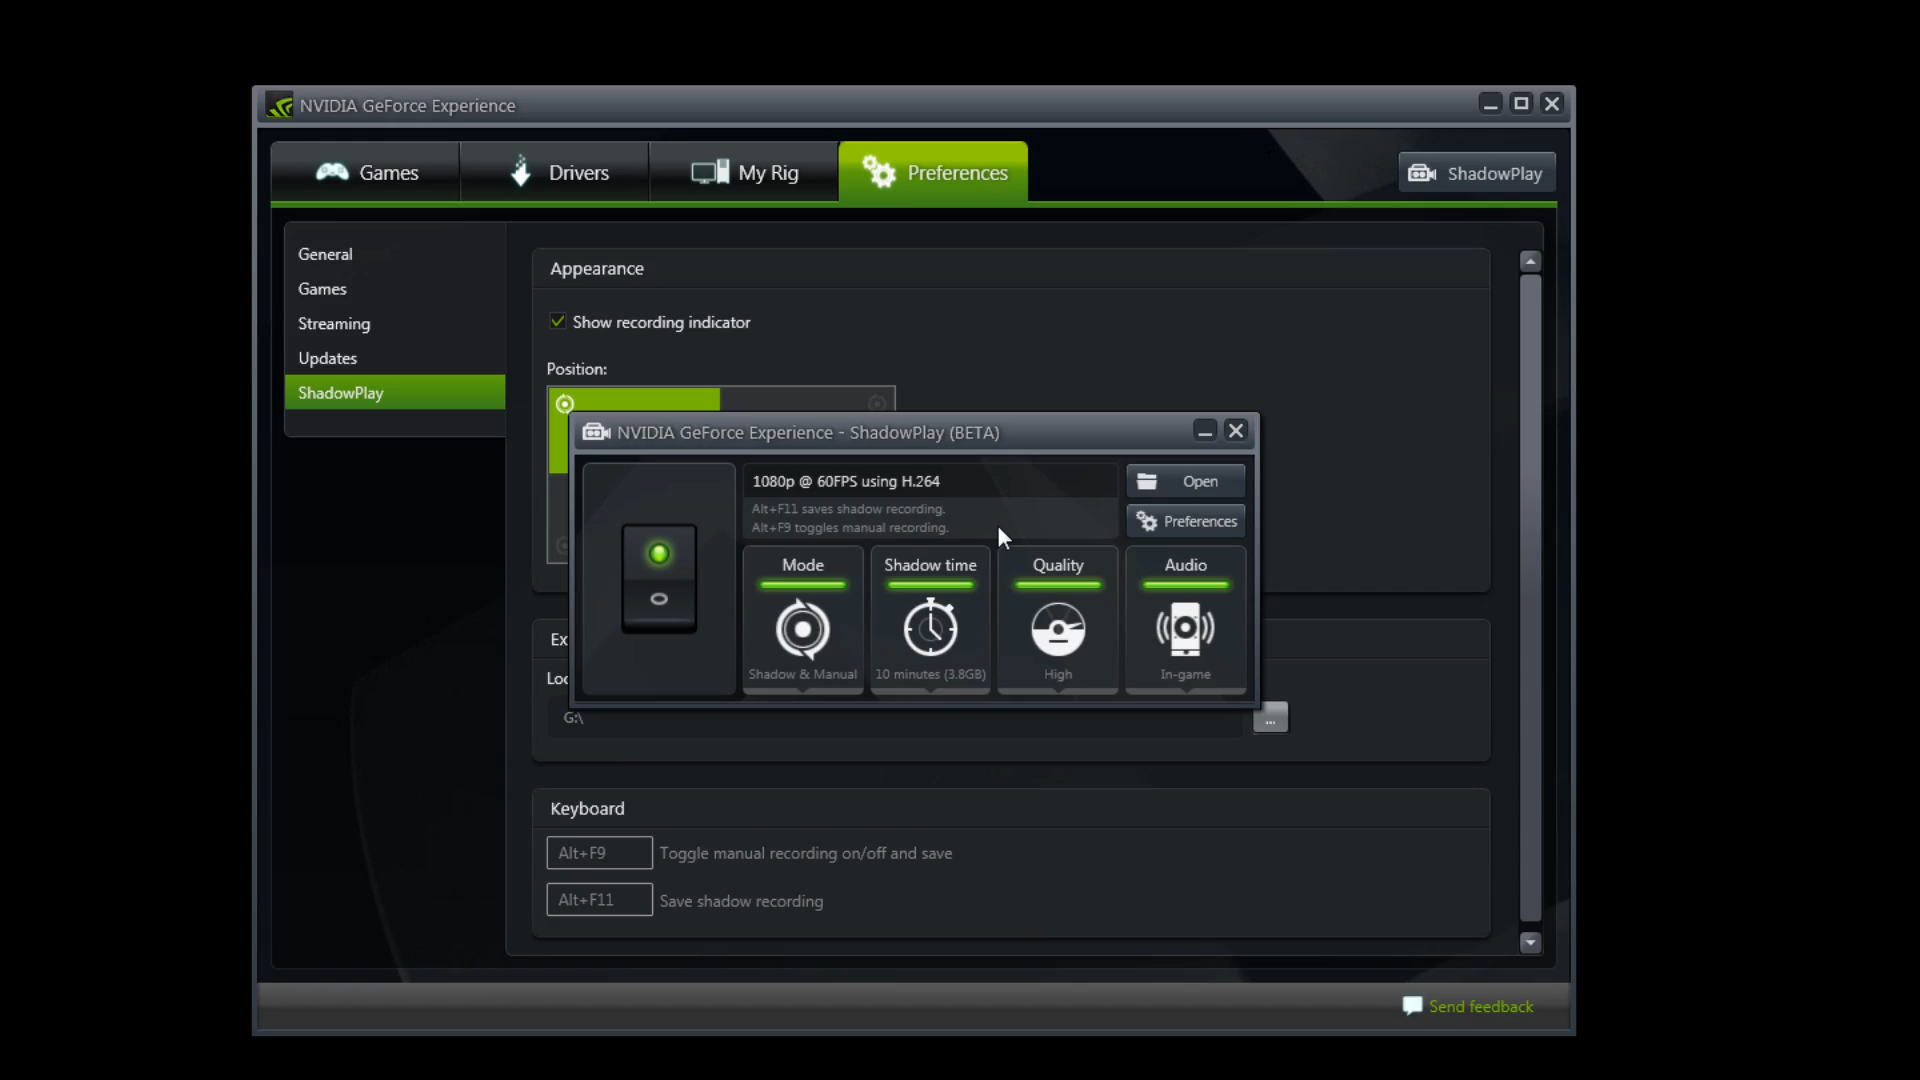 NVIDIA GeForce Experience
Games
Drivers
My Rig
Preferences
ShadowPlay
General
Games
Streaming
Updates
ShadowPlay
Appearance
Show recording indicator
Position:
NVIDIA GeForce Experience - ShadowPlay (BETA)
1080p @ 60FPS using H.264
Alt+F11 saves shadow recording.
Alt+F9 toggles manual recording.
Open
Preferences
Mode
Shadow & Manual
Shadow time
10 minutes (3.8GB)
Quality
High
Audio
In-game
Ex
Loc
G:\
...
Keyboard
Alt+F9 Toggle manual recording on/off and save
Alt+F11 Save shadow recording
Send feedback